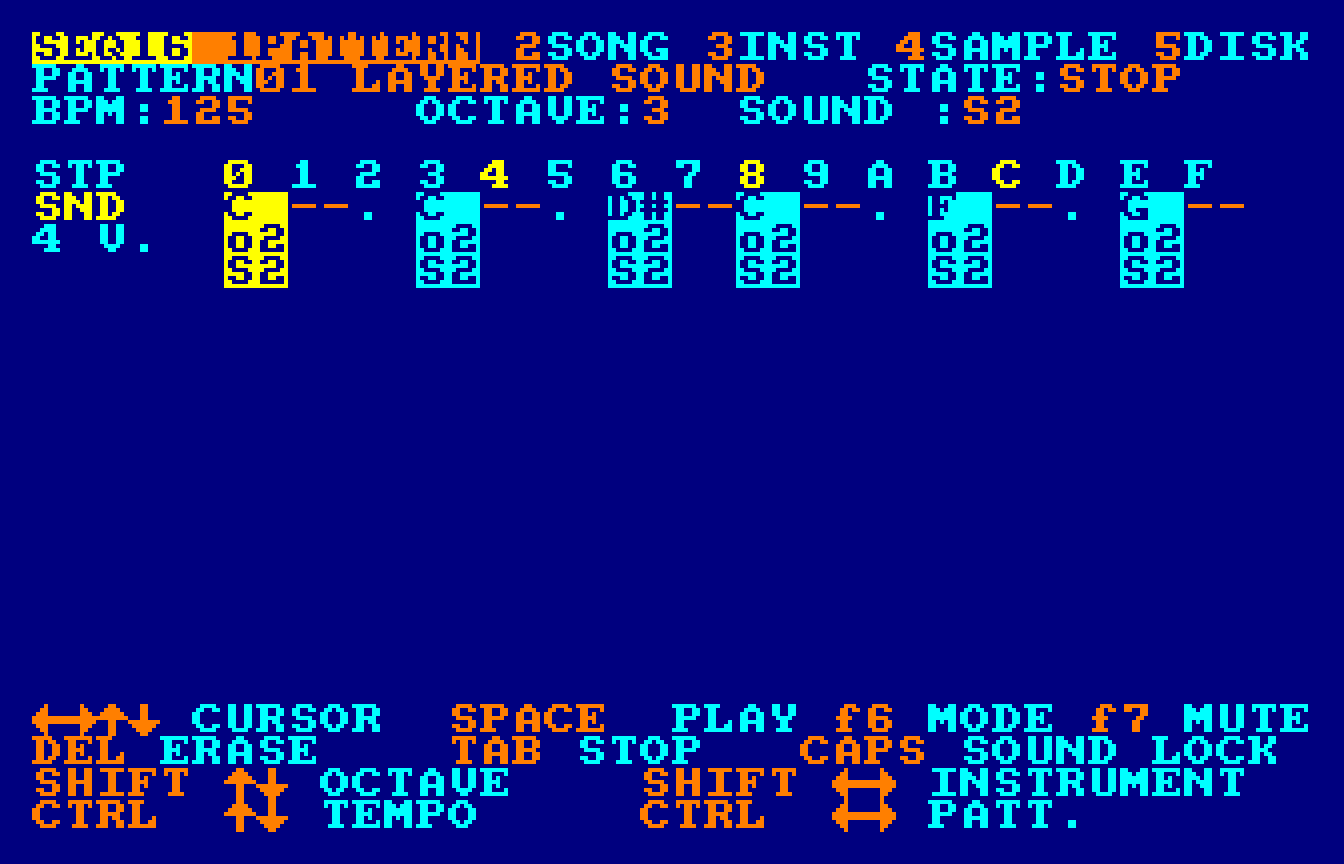 SEQ16 1PATTERN 2SONG 3INST 4SAMPLE 5DISK
PATTERN01 LAYERED SOUND STATE:STOP
BPM:125 OCTAVE:3 SOUND :S2
STP 0 1 2 3 4 5 6 7 8 9 A B C D E F
SND C --. C --. D#--C --. F --. G --
4 V. o2 o2 o2 o2 o2 o2
S2 S2 S2 S2 S2 S2
↔↑↓ CURSOR SPACE PLAY f6 MODE f7 MUTE
DEL ERASE TAB STOP CAPS SOUND LOCK
SHIFT ↑↓ OCTAVE SHIFT ↔ INSTRUMENT
CTRL ↑↓ TEMPO CTRL ↔ PATT.